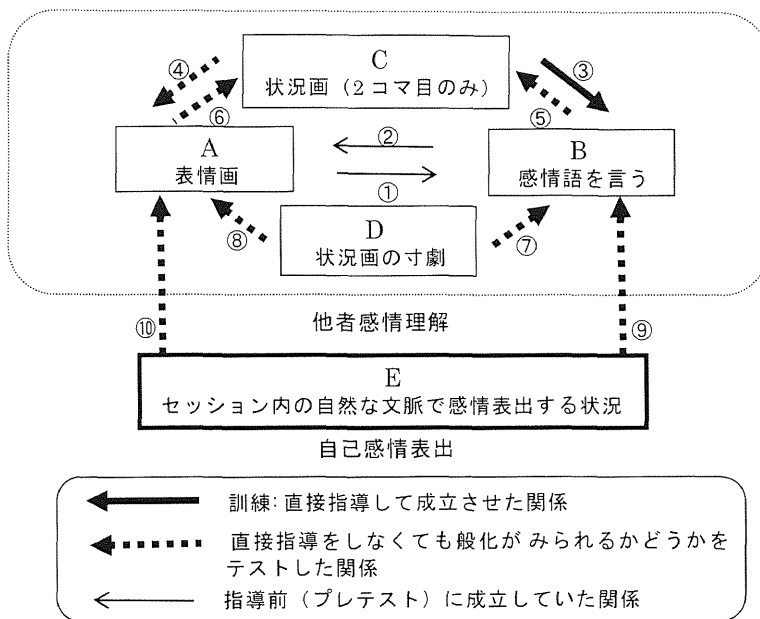 C
状況画（2コマ目のみ）
④
③
⑥
⑤
②
A
表情画
B
感情語を言う
①
D
状況画の寸劇
⑧
⑦
他者感情理解
⑩
⑨
E
セッション内の自然な文脈で感情表出する状況
自己感情表出
訓練：直接指導して成立させた関係
直接指導をしなくても般化が みられるかどうかを
テストした関係
指導前（プレテスト）に成立していた関係